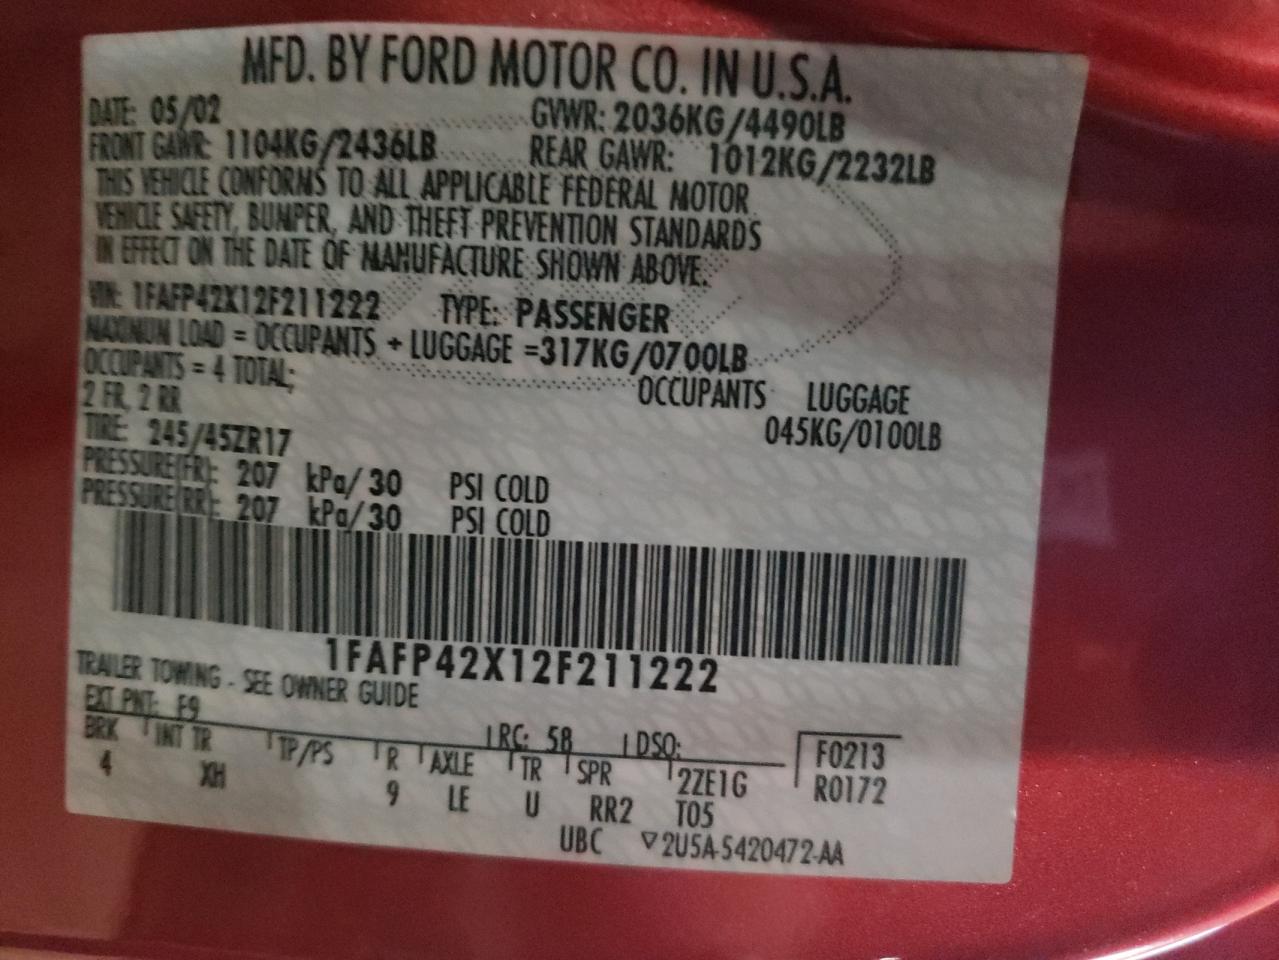 MFD. BY FORD MOTOR CO. IN U.S.A.
DATE: 05/02 GVWR: 2036KG/4490LB
FRONT GAWR: 1104KG/2436LB REAR GAWR: 1012KG/2232LB
THIS VEHICLE CONFORMS TO ALL APPLICABLE FEDERAL MOTOR
VEHICLE SAFETY, BUMPER, AND THEFT PREVENTION STANDARDS
IN EFFECT ON THE DATE OF MANUFACTURE SHOWN ABOVE.
VIN: 1FAFP42X12F211222 TYPE: PASSENGER
MAXIMUM LOAD = OCCUPANTS + LUGGAGE =317KG/0700LB
OCCUPANTS = 4 TOTAL; OCCUPANTS LUGGAGE
2 FR, 2 RR 045KG/0100LB
TIRE: 245/45ZR17
PRESSURE(FR): 207 kPa/ 30 PSI COLD
PRESSURE(RR): 207 kPa/ 30 PSI COLD
1FAFP42X12F211222
TRAILER TOWING - SEE OWNER GUIDE
EXT PNT: F9 RC: 58 DSO: F0213
BRK INT TR TP/PS R AXLE TR SPR 2ZE1G R0172
4 XH 9 LE U RR2 T05
UBC ▽2U5A-5420472-AA